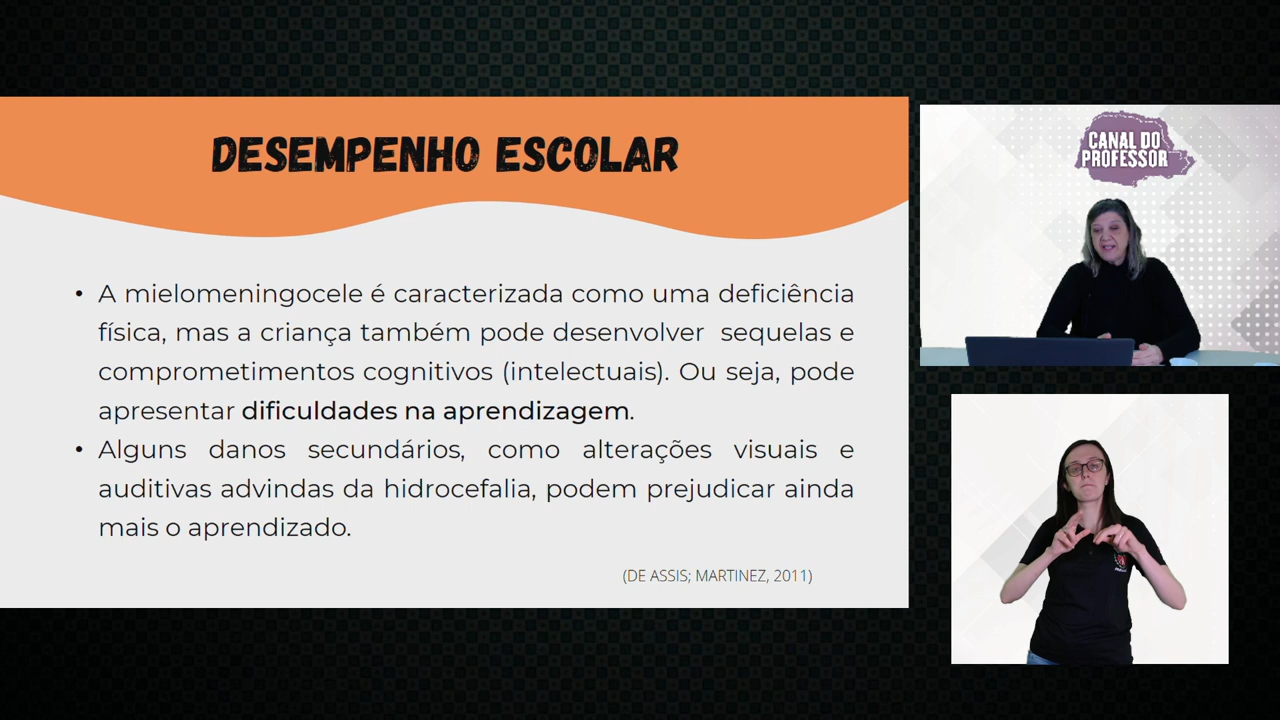 DESEMPENHO ESCOLAR
• A mielomeningocele é caracterizada como uma deficiência
física, mas a criança também pode desenvolver sequelas e
comprometimentos cognitivos (intelectuais). Ou seja, pode
apresentar dificuldades na aprendizagem.
• Alguns danos secundários, como alterações visuais e
auditivas advindas da hidrocefalia, podem prejudicar ainda
mais o aprendizado.
(DE ASSIS; MARTINEZ, 2011)
CANAL DO
PROFESSOR